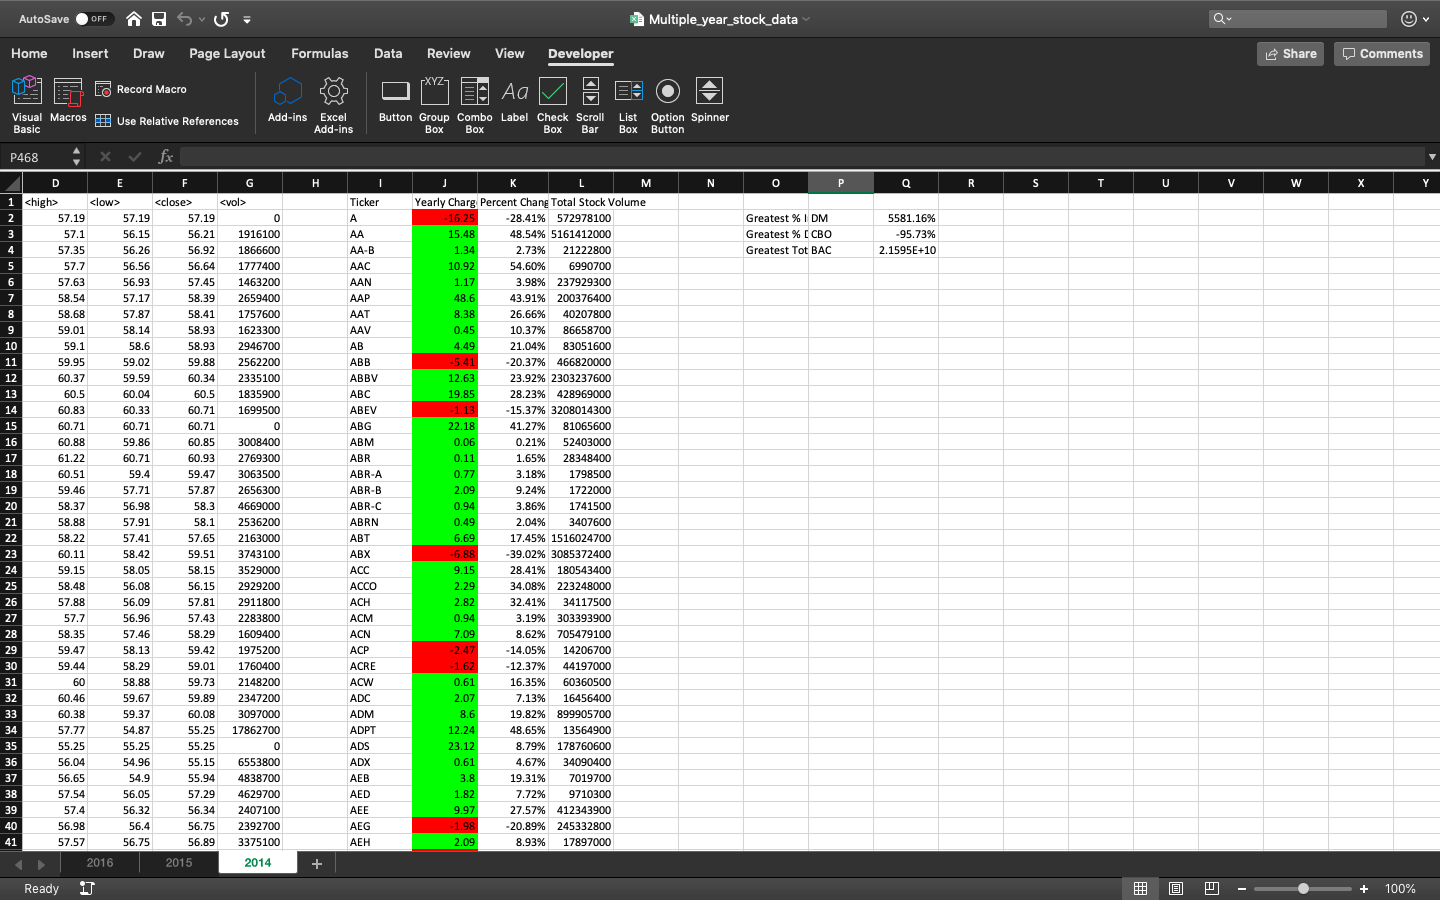 AutoSave OFF Multiple_year_stock_data
Home Insert Draw Page Layout Formulas Data Review View Developer Share Comments
Visual Basic Macros Record Macro Use Relative References Add-ins Excel Add-ins Button Group Box Combo Box Label Check Box Scroll Bar List Box Option Button Spinner
P468 fx
D E F G H I J K L M N O P Q R S T U V W X Y
1 <high> <low> <close> <vol> Ticker Yearly Chang Percent Chang Total Stock Volume
2 57.19 57.19 57.19 0 A -16.25 -28.41% 572978100 Greatest % I DM 5581.16%
3 57.1 56.15 56.21 1916100 AA 15.48 48.54% 5161412000 Greatest % D CBO -95.73%
4 57.35 56.26 56.92 1866600 AA-B 1.34 2.73% 21222800 Greatest Tot BAC 2.1595E+10
5 57.7 56.56 56.64 1777400 AAC 10.92 54.60% 6990700
6 57.63 56.93 57.45 1463200 AAN 1.17 3.98% 237929300
7 58.54 57.17 58.39 2659400 AAP 48.6 43.91% 200376400
8 58.68 57.87 58.41 1757600 AAT 8.38 26.66% 40207800
9 59.01 58.14 58.93 1623300 AAV 0.45 10.37% 86658700
10 59.1 58.6 58.93 2946700 AB 4.49 21.04% 83051600
11 59.95 59.02 59.88 2562200 ABB -5.41 -20.37% 466820000
12 60.37 59.59 60.34 2335100 ABBV 12.63 23.92% 2303237600
13 60.5 60.04 60.5 1835900 ABC 19.85 28.23% 428969000
14 60.83 60.33 60.71 1699500 ABEV -1.13 -15.37% 3208014300
15 60.71 60.71 60.71 0 ABG 22.18 41.27% 81065600
16 60.88 59.86 60.85 3008400 ABM 0.06 0.21% 52403000
17 61.22 60.71 60.93 2769300 ABR 0.11 1.65% 28348400
18 60.51 59.4 59.47 3063500 ABR-A 0.77 3.18% 1798500
19 59.46 57.71 57.87 2656300 ABR-B 2.09 9.24% 1722000
20 58.37 56.98 58.3 4669000 ABR-C 0.94 3.86% 1741500
21 58.88 57.91 58.1 2536200 ABRN 0.49 2.04% 3407600
22 58.22 57.41 57.65 2163000 ABT 6.69 17.45% 1516024700
23 60.11 58.42 59.51 3743100 ABX -6.88 -39.02% 3085372400
24 59.15 58.05 58.15 3529000 ACC 9.15 28.41% 180543400
25 58.48 56.08 56.15 2929200 ACCO 2.29 34.08% 223248000
26 57.88 56.09 57.81 2911800 ACH 2.82 32.41% 34117500
27 57.7 56.96 57.43 2283800 ACM 0.94 3.19% 303393900
28 58.35 57.46 58.29 1609400 ACN 7.09 8.62% 705479100
29 59.47 58.13 59.42 1975200 ACP -2.47 -14.05% 14206700
30 59.44 58.29 59.01 1760400 ACRE -1.62 -12.37% 44197000
31 60 58.88 59.73 2148200 ACW 0.61 16.35% 60360500
32 60.46 59.67 59.89 2347200 ADC 2.07 7.13% 16456400
33 60.38 59.37 60.08 3097000 ADM 8.6 19.82% 899905700
34 57.77 54.87 55.25 17862700 ADPT 12.24 48.65% 13564900
35 55.25 55.25 55.25 0 ADS 23.12 8.79% 178760600
36 56.04 54.96 55.15 6553800 ADX 0.61 4.67% 34090400
37 56.65 54.9 55.94 4838700 AEB 3.8 19.31% 7019700
38 57.54 56.05 57.29 4629700 AED 1.82 7.72% 9710300
39 57.4 56.32 56.34 2407100 AEE 9.97 27.57% 412343900
40 56.98 56.4 56.75 2392700 AEG -1.98 -20.89% 245332800
41 57.57 56.75 56.89 3375100 AEH 2.09 8.93% 17897000
2016 2015 2014 +
Ready 100%